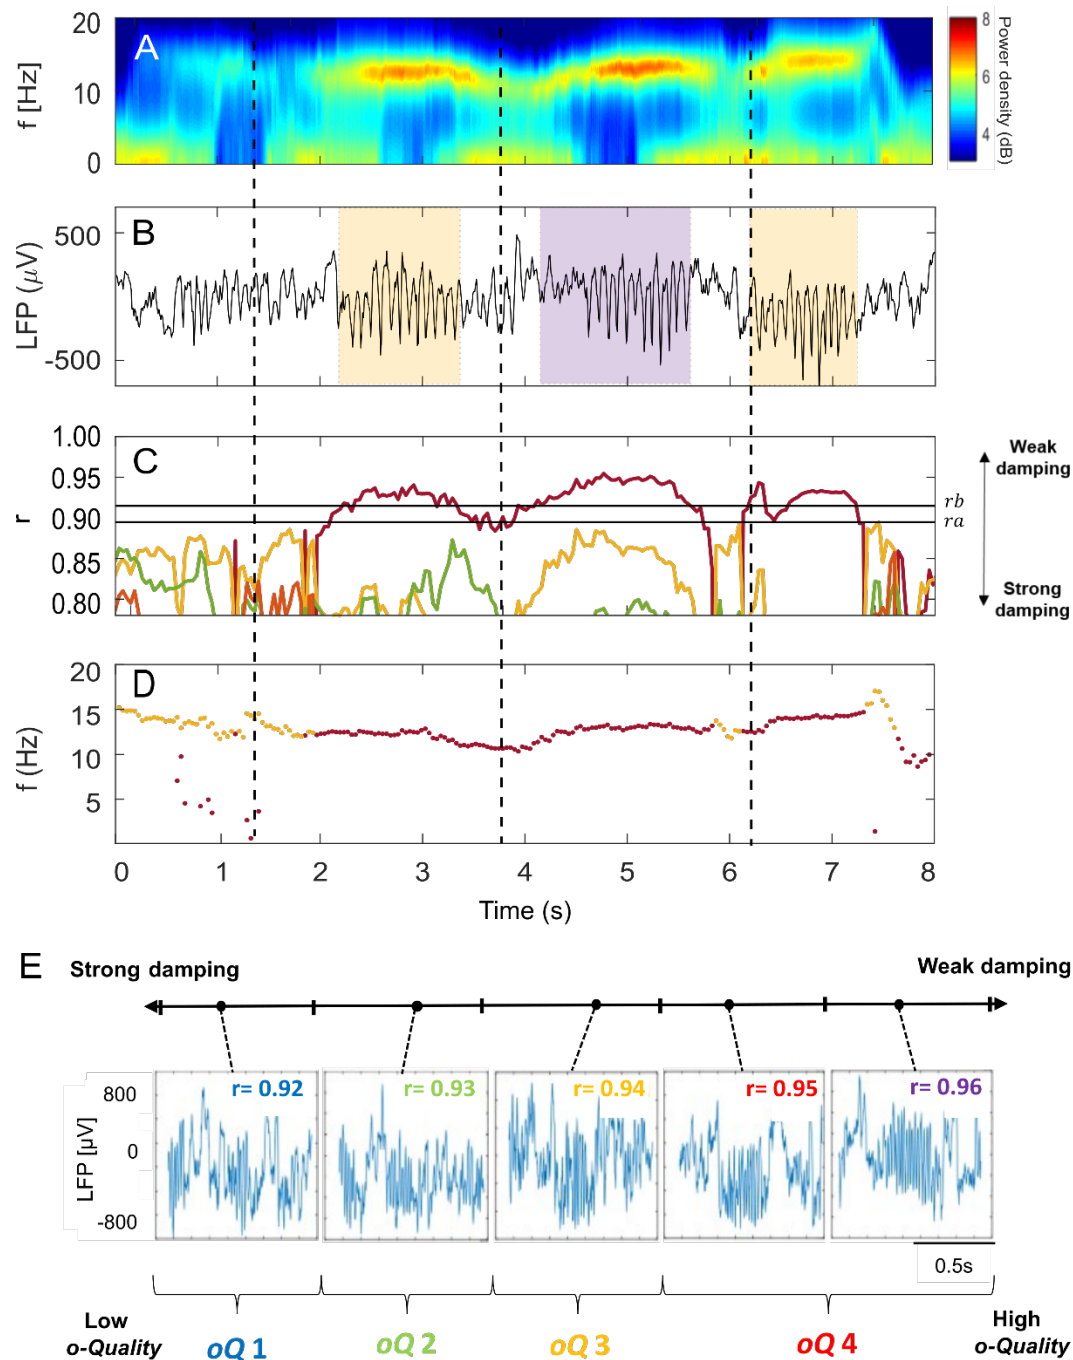 A
20
10
0
f [Hz]
8
6
4
Power density (dB)
B
500
-500
LFP (μV)
C
1.00
0.95
0.90
0.85
0.80
r
rb
ra
Weak
damping
Strong
damping
D
20
15
10
5
f (Hz)
0 1 2 3 4 5 6 7 8
Time (s)
E
Strong damping
Weak damping
800
0
-800
LFP [μV]
r= 0.92
r= 0.93
r= 0.94
r= 0.95
r= 0.96
0.5s
Low
o-Quality
oQ 1
oQ 2
oQ 3
oQ 4
High
o-Quality